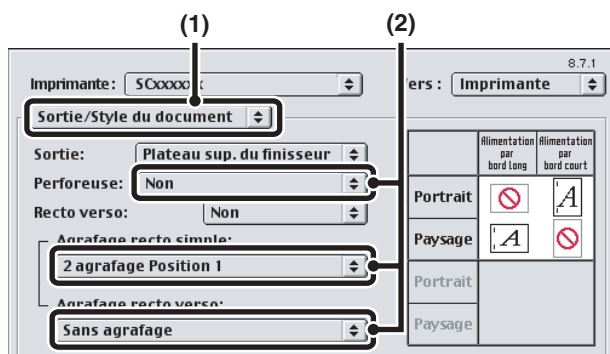 (1) (2)
8.7.1
Imprimante: SCxxxxxx Vers : Imprimante
Sortie/Style du document
Sortie: Plateau sup. du finisseur
Perforeuse: Non
Recto verso: Non
Agrafage recto simple:
2 agrafage Position 1
Agrafage recto verso:
Sans agrafage
Alimentation par bord long
Alimentation par bord court
Portrait A
Paysage A
Portrait
Paysage